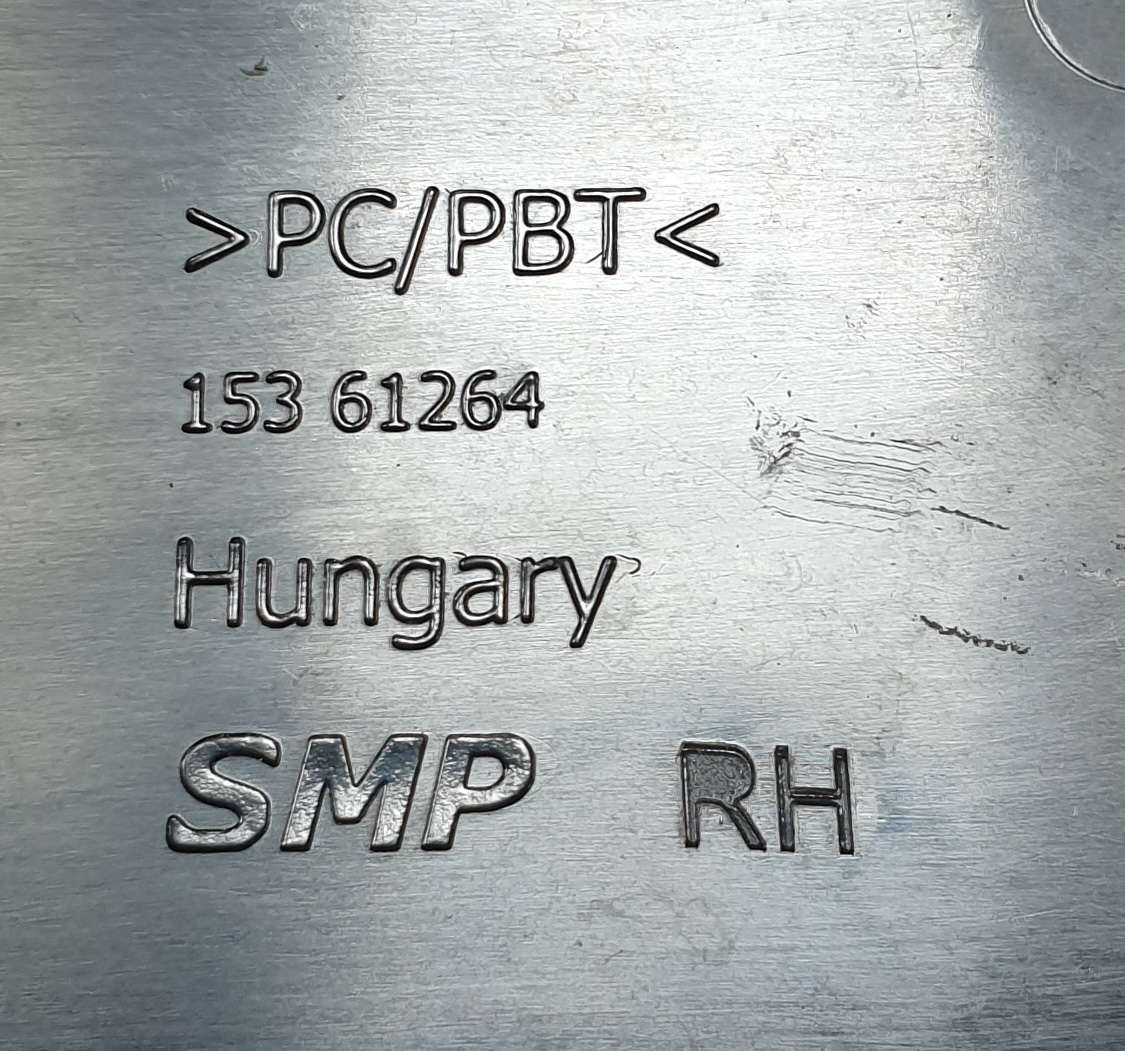 >PC/PBT<
153 61264
Hungary
SMP RH